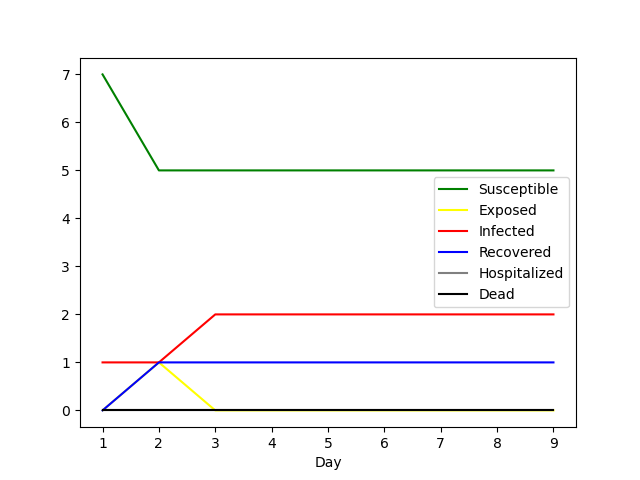 7
6
5
4
3
2
1
0
Susceptible
Exposed
Infected
Recovered
Hospitalized
Dead
1 2 3 4 5 6 7 8 9
Day